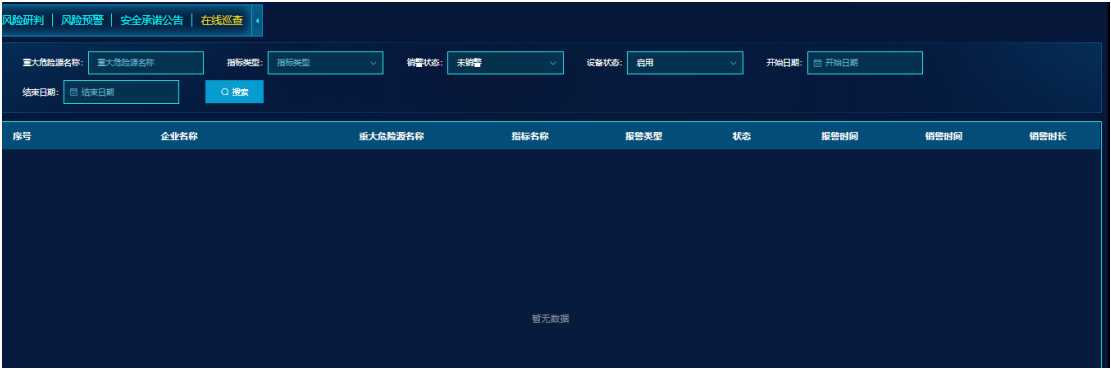 风险研判 | 风险预警 | 安全承诺公告 | 在线巡查
重大危险源名称: 重大危险源名称 指标类型: 指标类型 销警状态: 未销警 设备状态: 启用 开始日期: 开始日期
结束日期: 结束日期 搜索
序号 企业名称 重大危险源名称 指标名称 报警类型 状态 报警时间 销警时间 销警时长
暂无数据